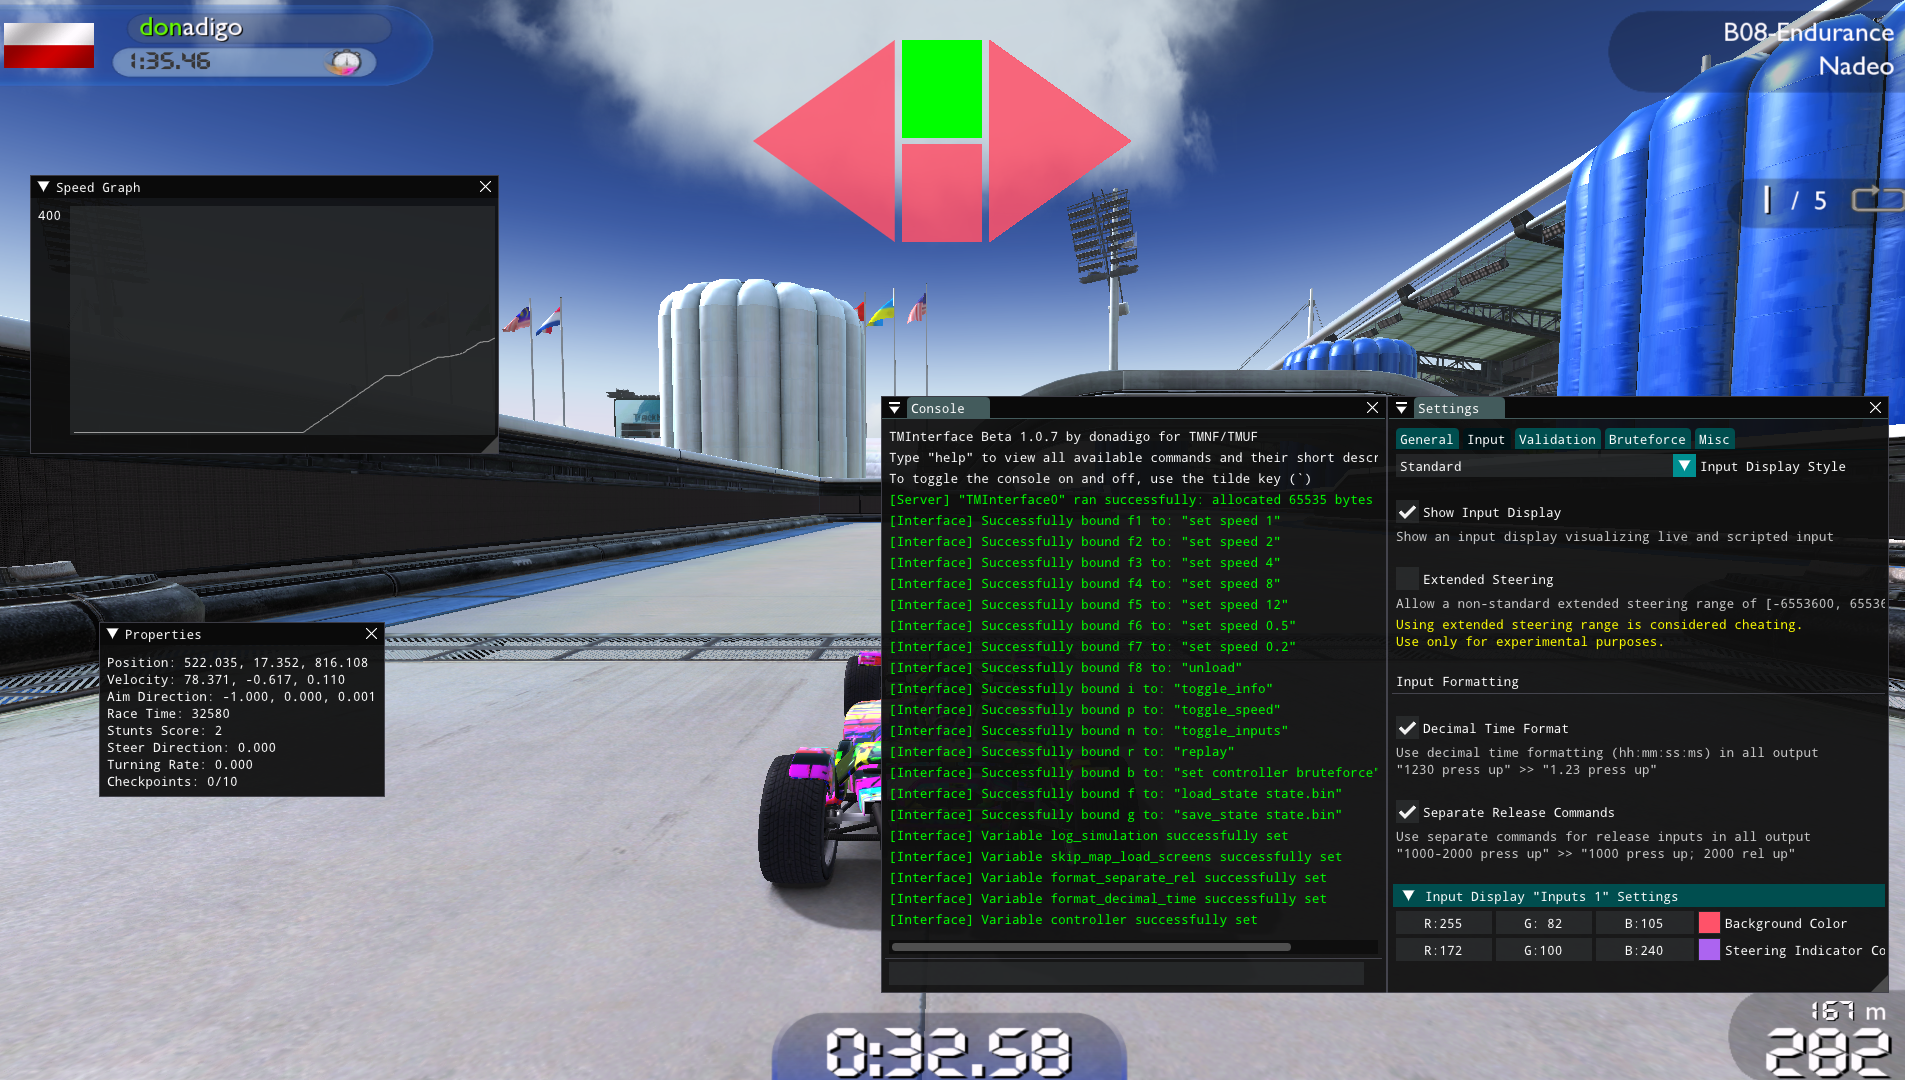 donadigo
1:35.46
B08-Endurance
Nadeo
1 / 5
Speed Graph
400
Properties
Position: 522.035, 17.352, 816.108
Velocity: 78.371, -0.617, 0.110
Aim Direction: -1.000, 0.000, 0.001
Race Time: 32580
Stunts Score: 2
Steer Direction: 0.000
Turning Rate: 0.000
Checkpoints: 0/10
Console
TMInterface Beta 1.0.7 by donadigo for TMNF/TMUF
Type "help" to view all available commands and their short descr
To toggle the console on and off, use the tilde key (`)
[Server] "TMInterface0" ran successfully: allocated 65535 bytes
[Interface] Successfully bound f1 to: "set speed 1"
[Interface] Successfully bound f2 to: "set speed 2"
[Interface] Successfully bound f3 to: "set speed 4"
[Interface] Successfully bound f4 to: "set speed 8"
[Interface] Successfully bound f5 to: "set speed 12"
[Interface] Successfully bound f6 to: "set speed 0.5"
[Interface] Successfully bound f7 to: "set speed 0.2"
[Interface] Successfully bound f8 to: "unload"
[Interface] Successfully bound i to: "toggle_info"
[Interface] Successfully bound p to: "toggle_speed"
[Interface] Successfully bound n to: "toggle_inputs"
[Interface] Successfully bound r to: "replay"
[Interface] Successfully bound b to: "set controller bruteforce"
[Interface] Successfully bound f to: "load_state state.bin"
[Interface] Successfully bound g to: "save_state state.bin"
[Interface] Variable log_simulation successfully set
[Interface] Variable skip_map_load_screens successfully set
[Interface] Variable format_separate_rel successfully set
[Interface] Variable format_decimal_time successfully set
[Interface] Variable controller successfully set
Settings
General Input Validation Bruteforce Misc
Standard Input Display Style
Show Input Display
Show an input display visualizing live and scripted input
Extended Steering
Allow a non-standard extended steering range of [-6553600, 65536
Using extended steering range is considered cheating.
Use only for experimental purposes.
Input Formatting
Decimal Time Format
Use decimal time formatting (hh:mm:ss:ms) in all output
"1230 press up" >> "1.23 press up"
Separate Release Commands
Use separate commands for release inputs in all output
"1000-2000 press up" >> "1000 press up; 2000 rel up"
Input Display "Inputs 1" Settings
R:255 G: 82 B:105 Background Color
R:172 G:100 B:240 Steering Indicator Co
0:32.58
167 m
282